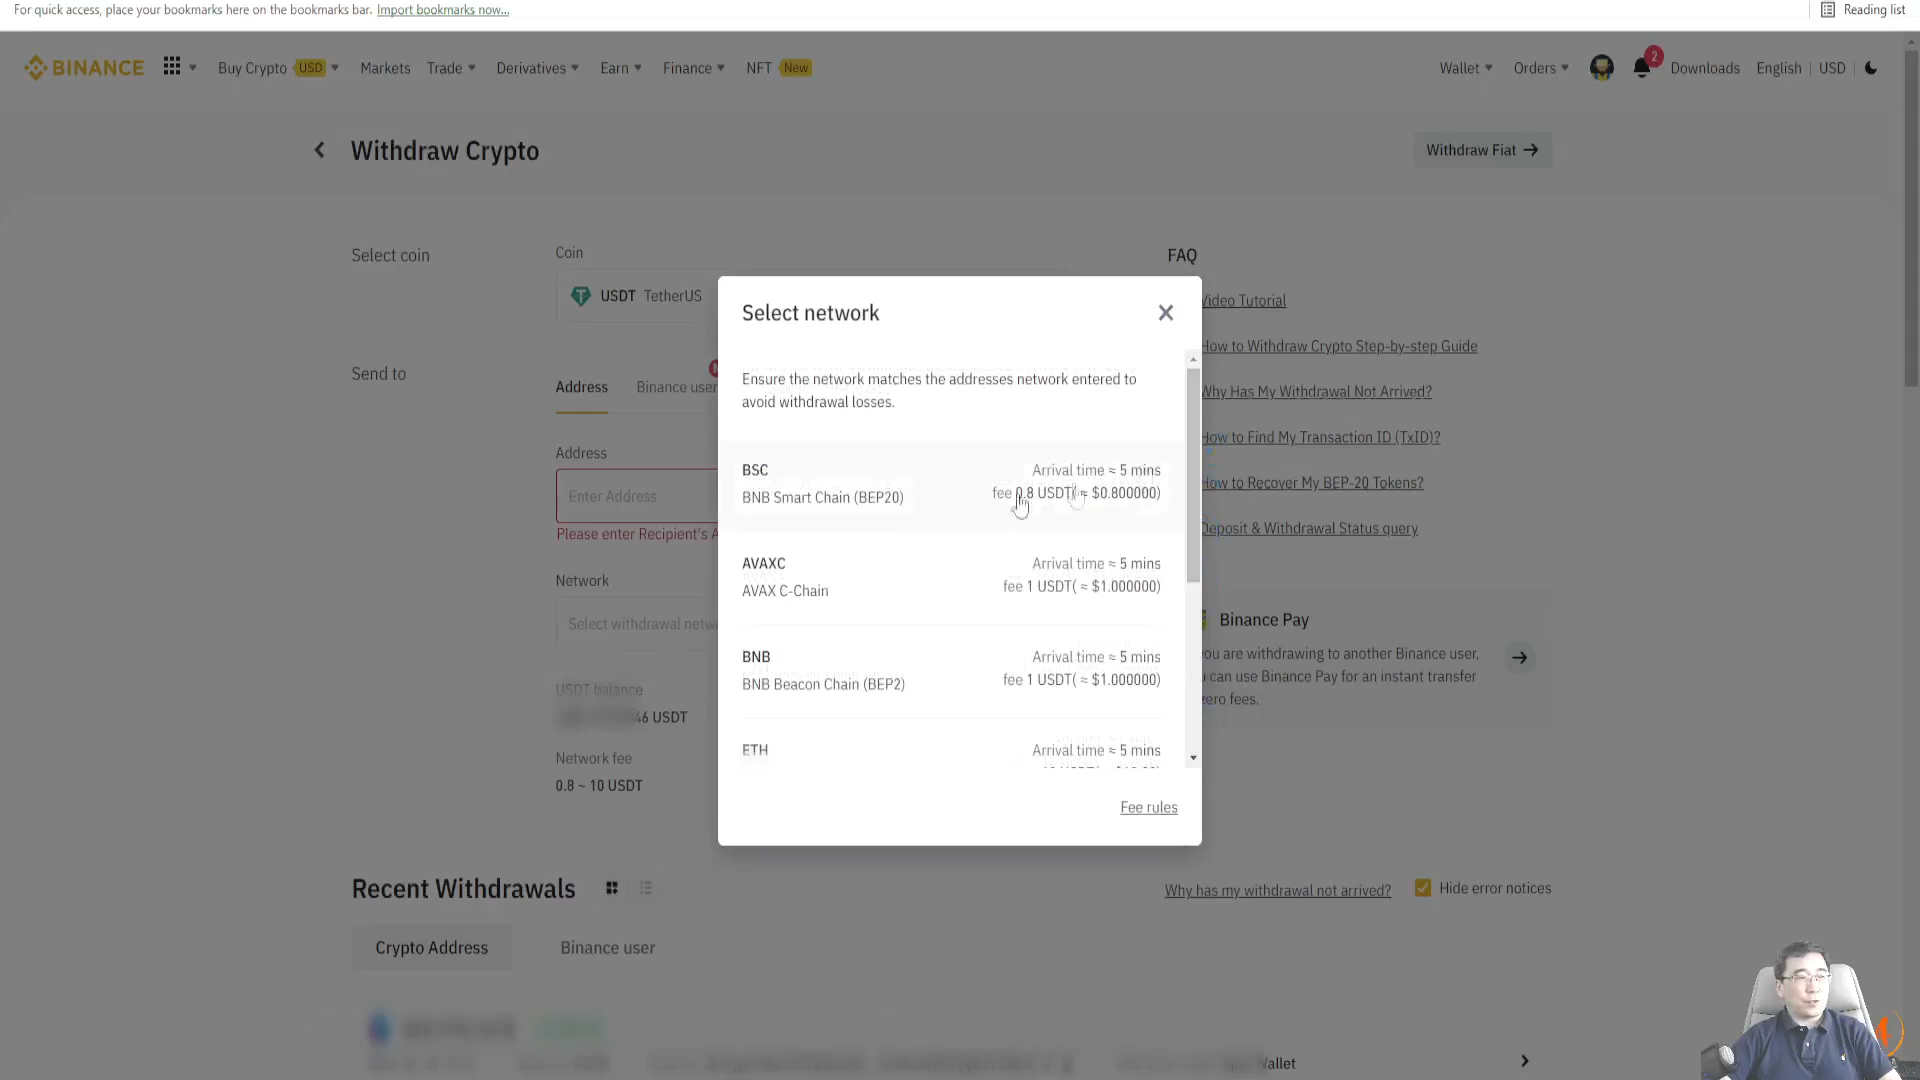 For quick access, place your bookmarks here on the bookmarks bar. Import bookmarks now...
Reading list
BINANCE
Buy Crypto USD
Markets
Trade
Derivatives
Earn
Finance
NFT New
Wallet
Orders
2
Downloads
English
USD
Withdraw Crypto
Withdraw Fiat
Select coin
Coin
USDT TetherUS
Send to
Address
Binance user
Address
Enter Address
Please enter Recipient's A
Network
Select withdrawal netw
USDT balance
46 USDT
Network fee
0.8 ~ 10 USDT
Select network
Ensure the network matches the addresses network entered to
avoid withdrawal losses.
BSC
Arrival time ≈ 5 mins
BNB Smart Chain (BEP20)
fee 0.8 USDT( ≈ $0.800000)
AVAXC
Arrival time ≈ 5 mins
AVAX C-Chain
fee 1 USDT( ≈ $1.000000)
BNB
Arrival time ≈ 5 mins
BNB Beacon Chain (BEP2)
fee 1 USDT( ≈ $1.000000)
ETH
Arrival time ≈ 5 mins
Fee rules
FAQ
Video Tutorial
How to Withdraw Crypto Step-by-step Guide
Why Has My Withdrawal Not Arrived?
How to Find My Transaction ID (TxID)?
How to Recover My BEP-20 Tokens?
Deposit & Withdrawal Status query
Binance Pay
you are withdrawing to another Binance user,
can use Binance Pay for an instant transfer
zero fees.
Recent Withdrawals
Why has my withdrawal not arrived?
Hide error notices
Crypto Address
Binance user
Wallet